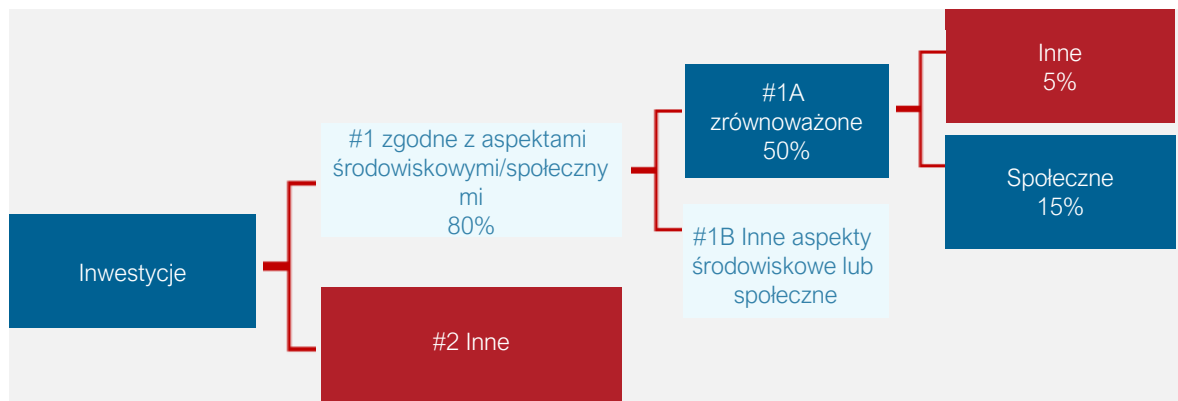 Inwestycje
#1 zgodne z aspektami
środowiskowymi/społeczny
mi
80%
#2 Inne
#1A
zrównoważone
50%
#1B Inne aspekty
środowiskowe lub
społeczne
Inne
5%
Społeczne
15%